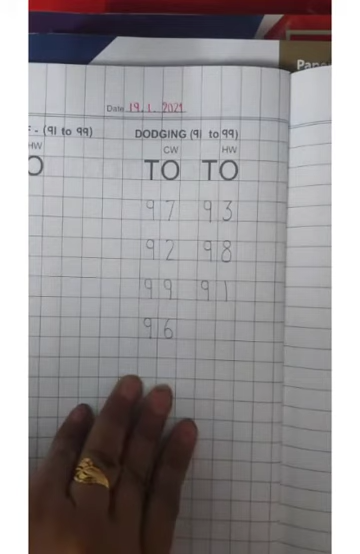 Pape
Date 19.1.2021
F - (91 to 99)
DODGING (91 to 99)
HW
CW HW
O
TO TO
97 93
92 98
99 91
96